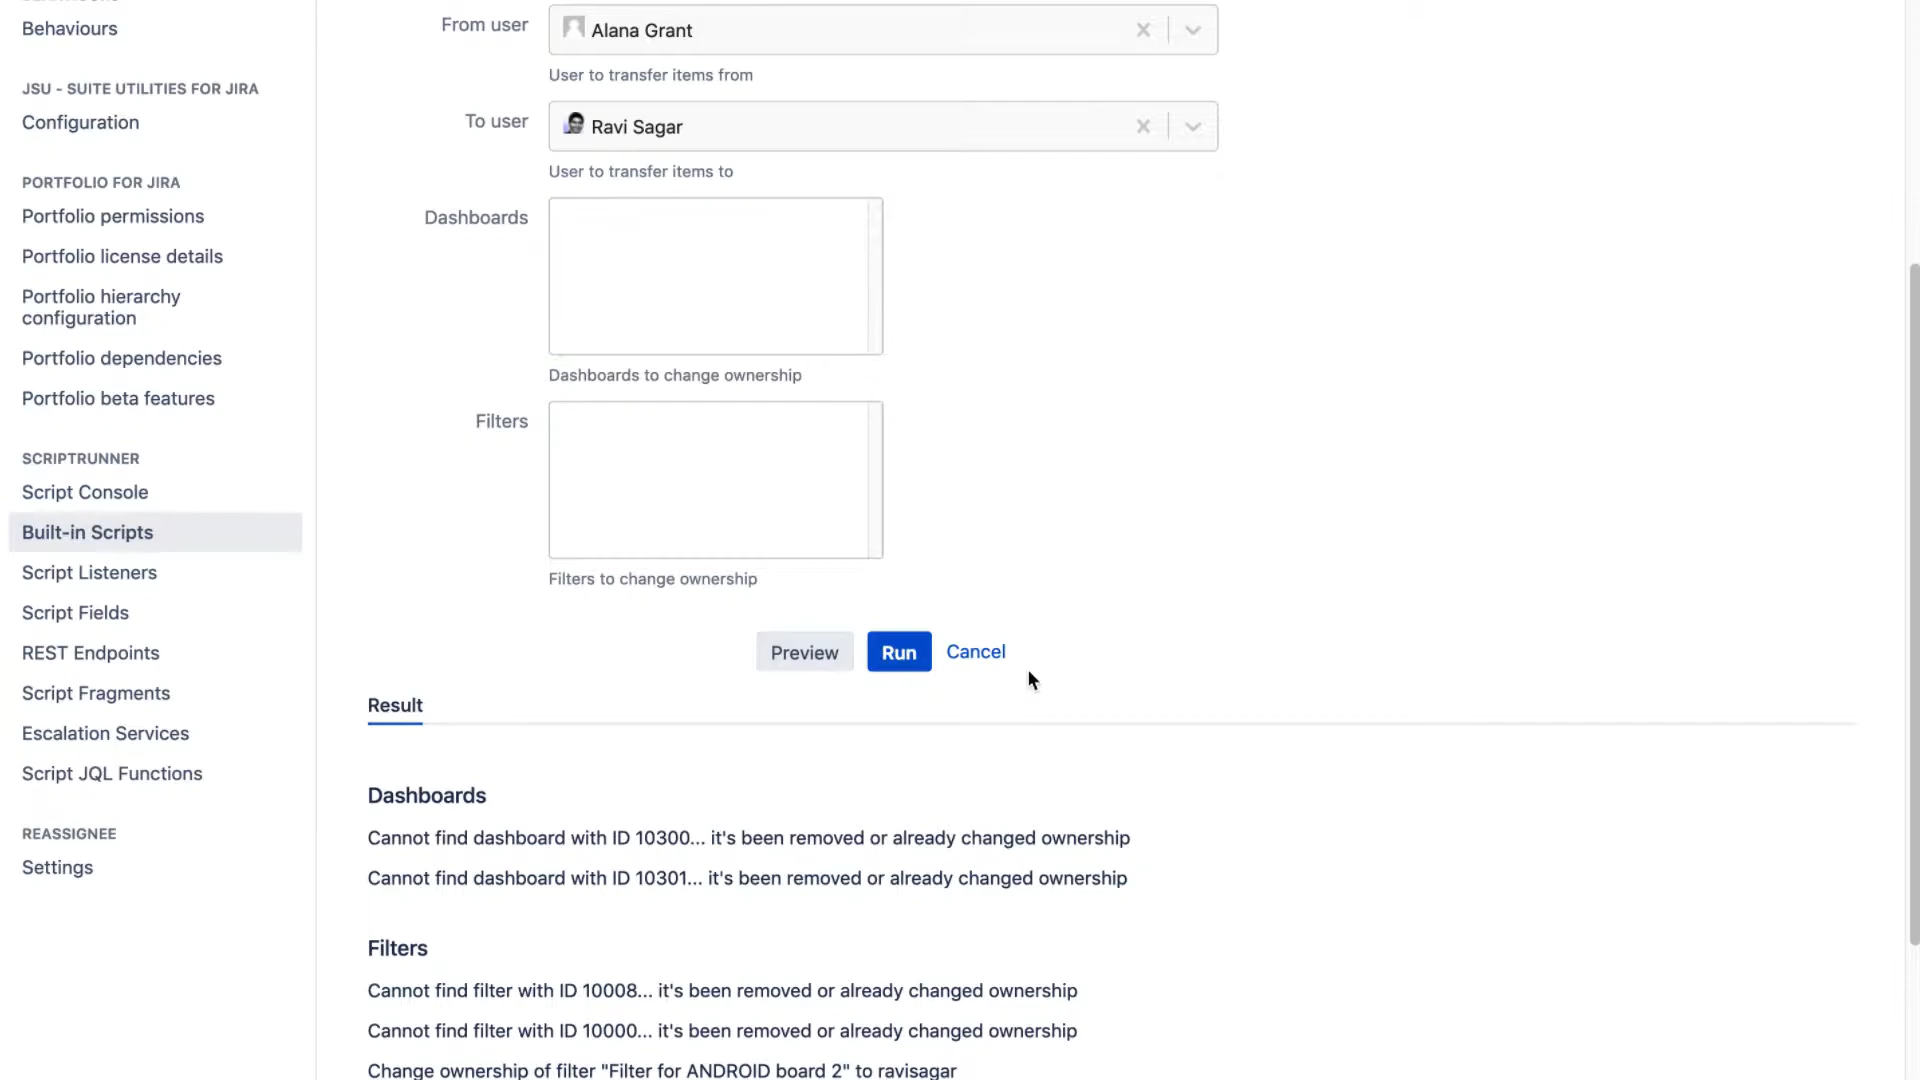 Behaviours
JSU - SUITE UTILITIES FOR JIRA
Configuration
PORTFOLIO FOR JIRA
Portfolio permissions
Portfolio license details
Portfolio hierarchy
configuration
Portfolio dependencies
Portfolio beta features
SCRIPTRUNNER
Script Console
Built-in Scripts
Script Listeners
Script Fields
REST Endpoints
Script Fragments
Escalation Services
Script JQL Functions
REASSIGNEE
Settings
From user
Alana Grant
User to transfer items from
To user
Ravi Sagar
User to transfer items to
Dashboards
Dashboards to change ownership
Filters
Filters to change ownership
Preview
Run
Cancel
Result
Dashboards
Cannot find dashboard with ID 10300... it's been removed or already changed ownership
Cannot find dashboard with ID 10301... it's been removed or already changed ownership
Filters
Cannot find filter with ID 10008... it's been removed or already changed ownership
Cannot find filter with ID 10000... it's been removed or already changed ownership
Change ownership of filter "Filter for ANDROID board 2" to ravisagar